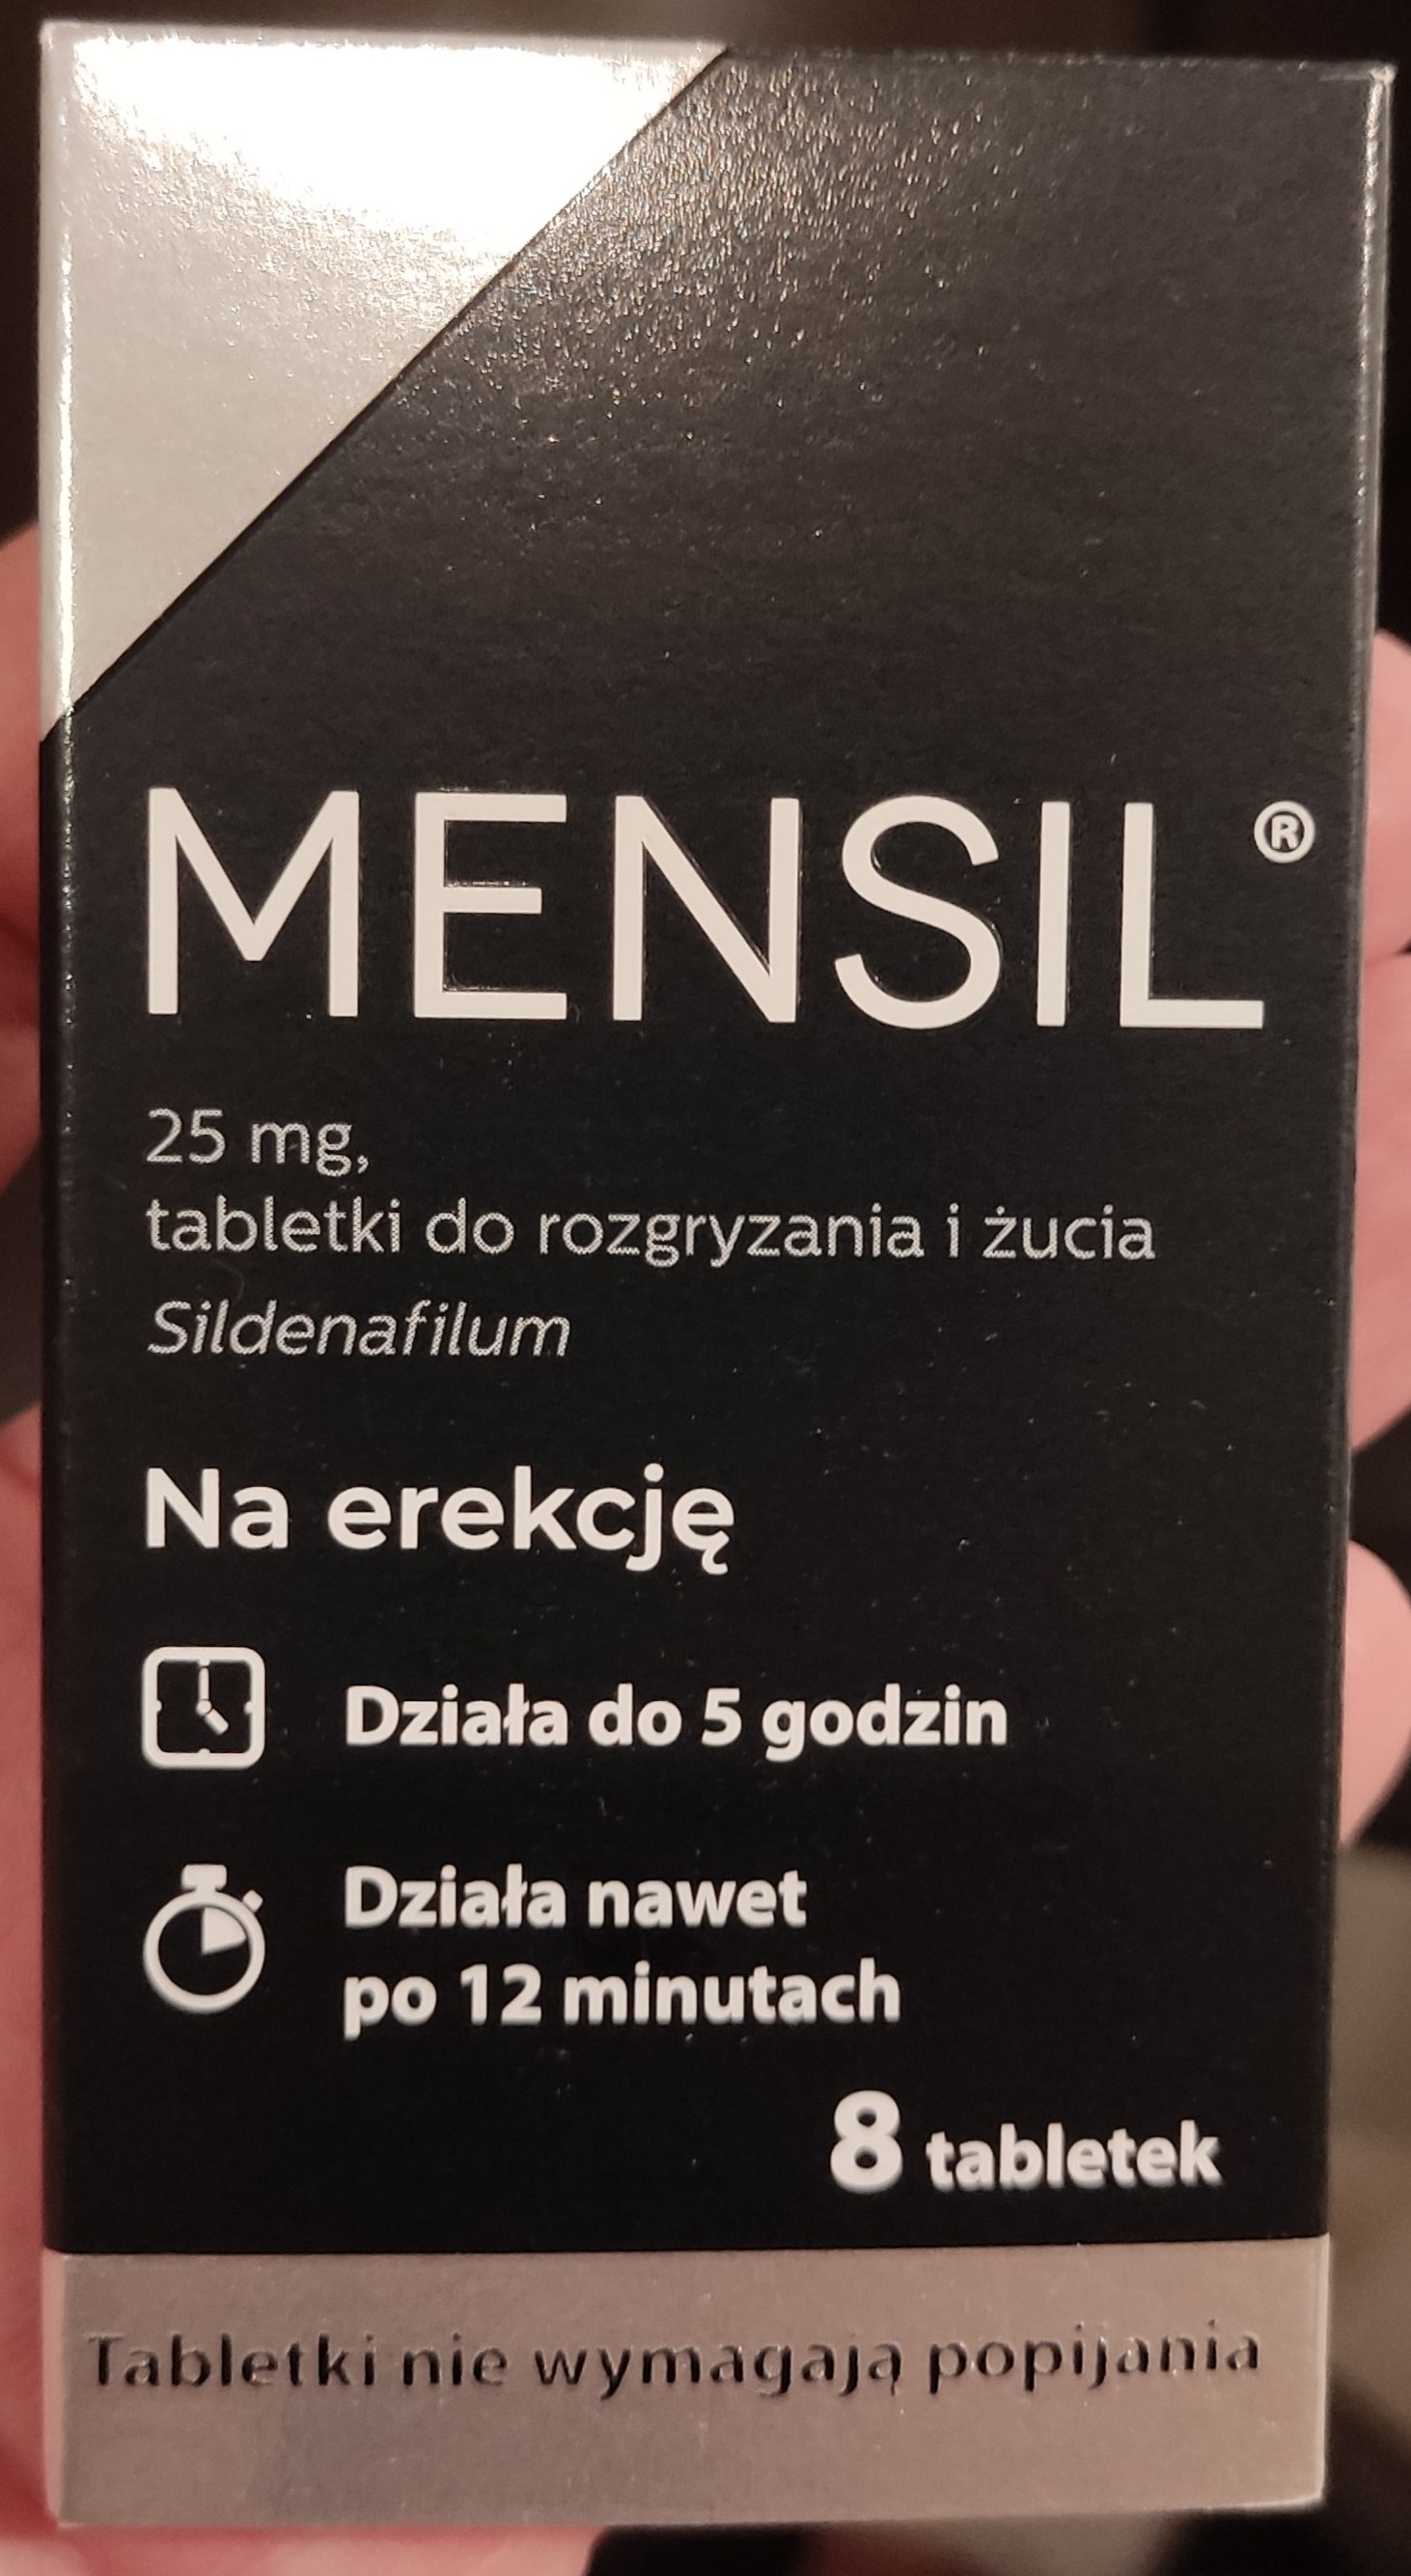 MENSIL®
25 mg,
tabletki do rozgryzania i żucia
Sildenafilum
Na erekcję
Działa do 5 godzin
Działa nawet
po 12 minutach
8 tabletek
Tabletki nie wymagają popijania